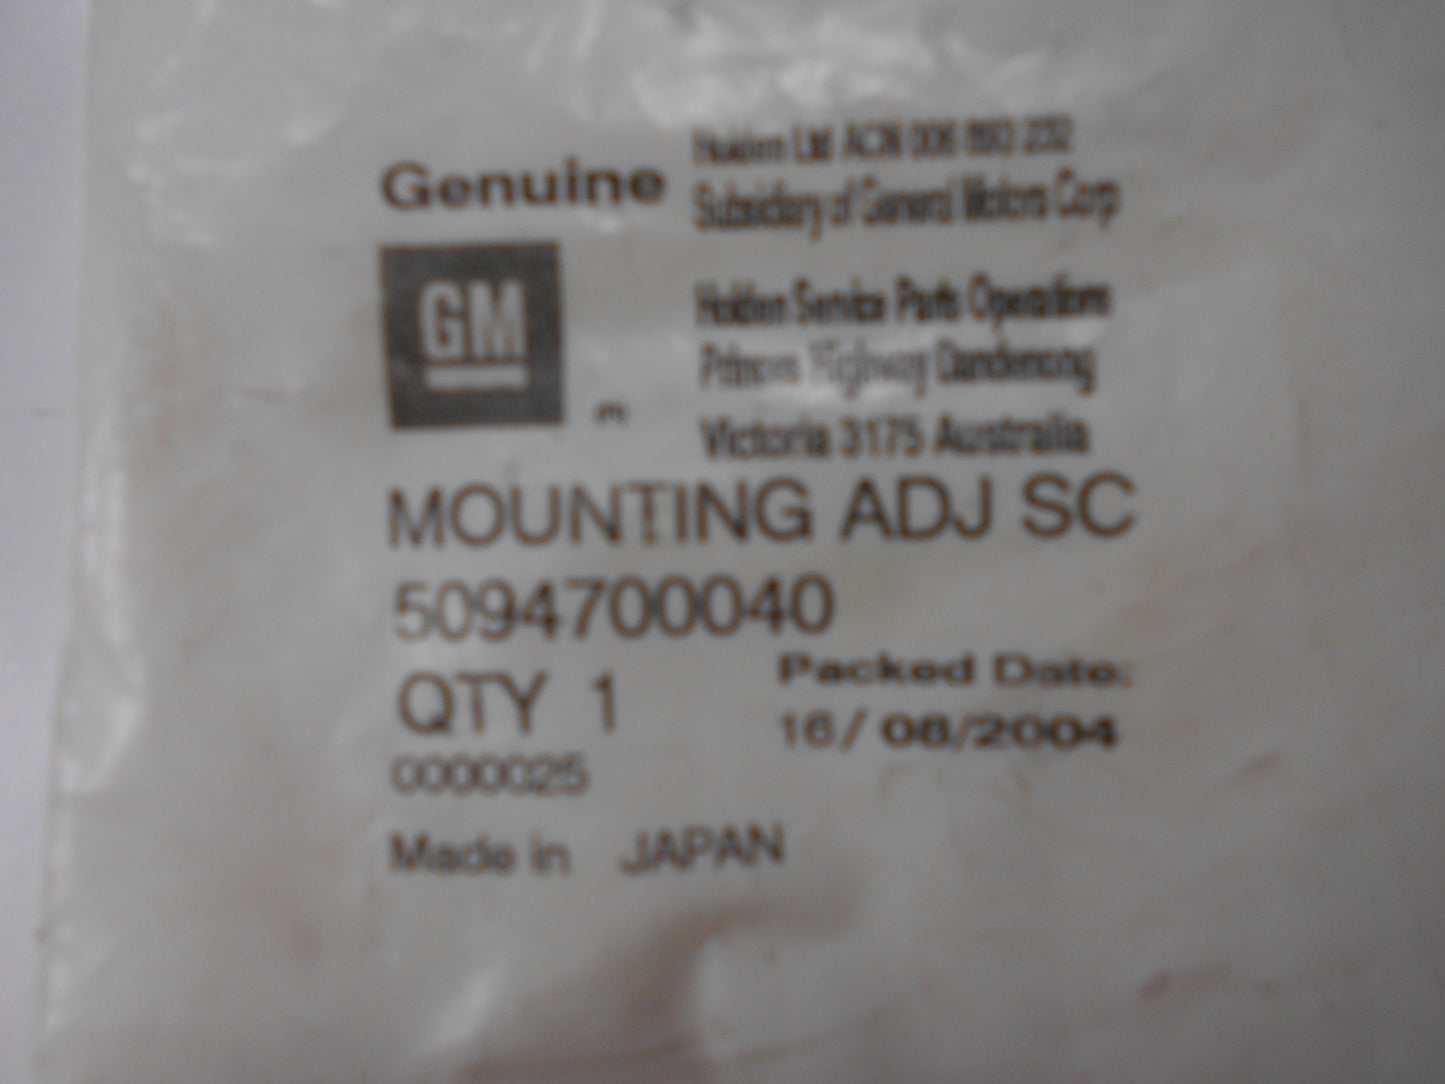 Genuine
Holden Ltd ACN 006 893 232
Subsidiary of General Motors Corp
GM
Holden Service Parts Operations
Princes Highway Dandenong
Victoria 3175 Australia
MOUNTING ADJ SC
5094700040
QTY 1
Packed Date:
16/ 08/2004
0000025
Made in JAPAN